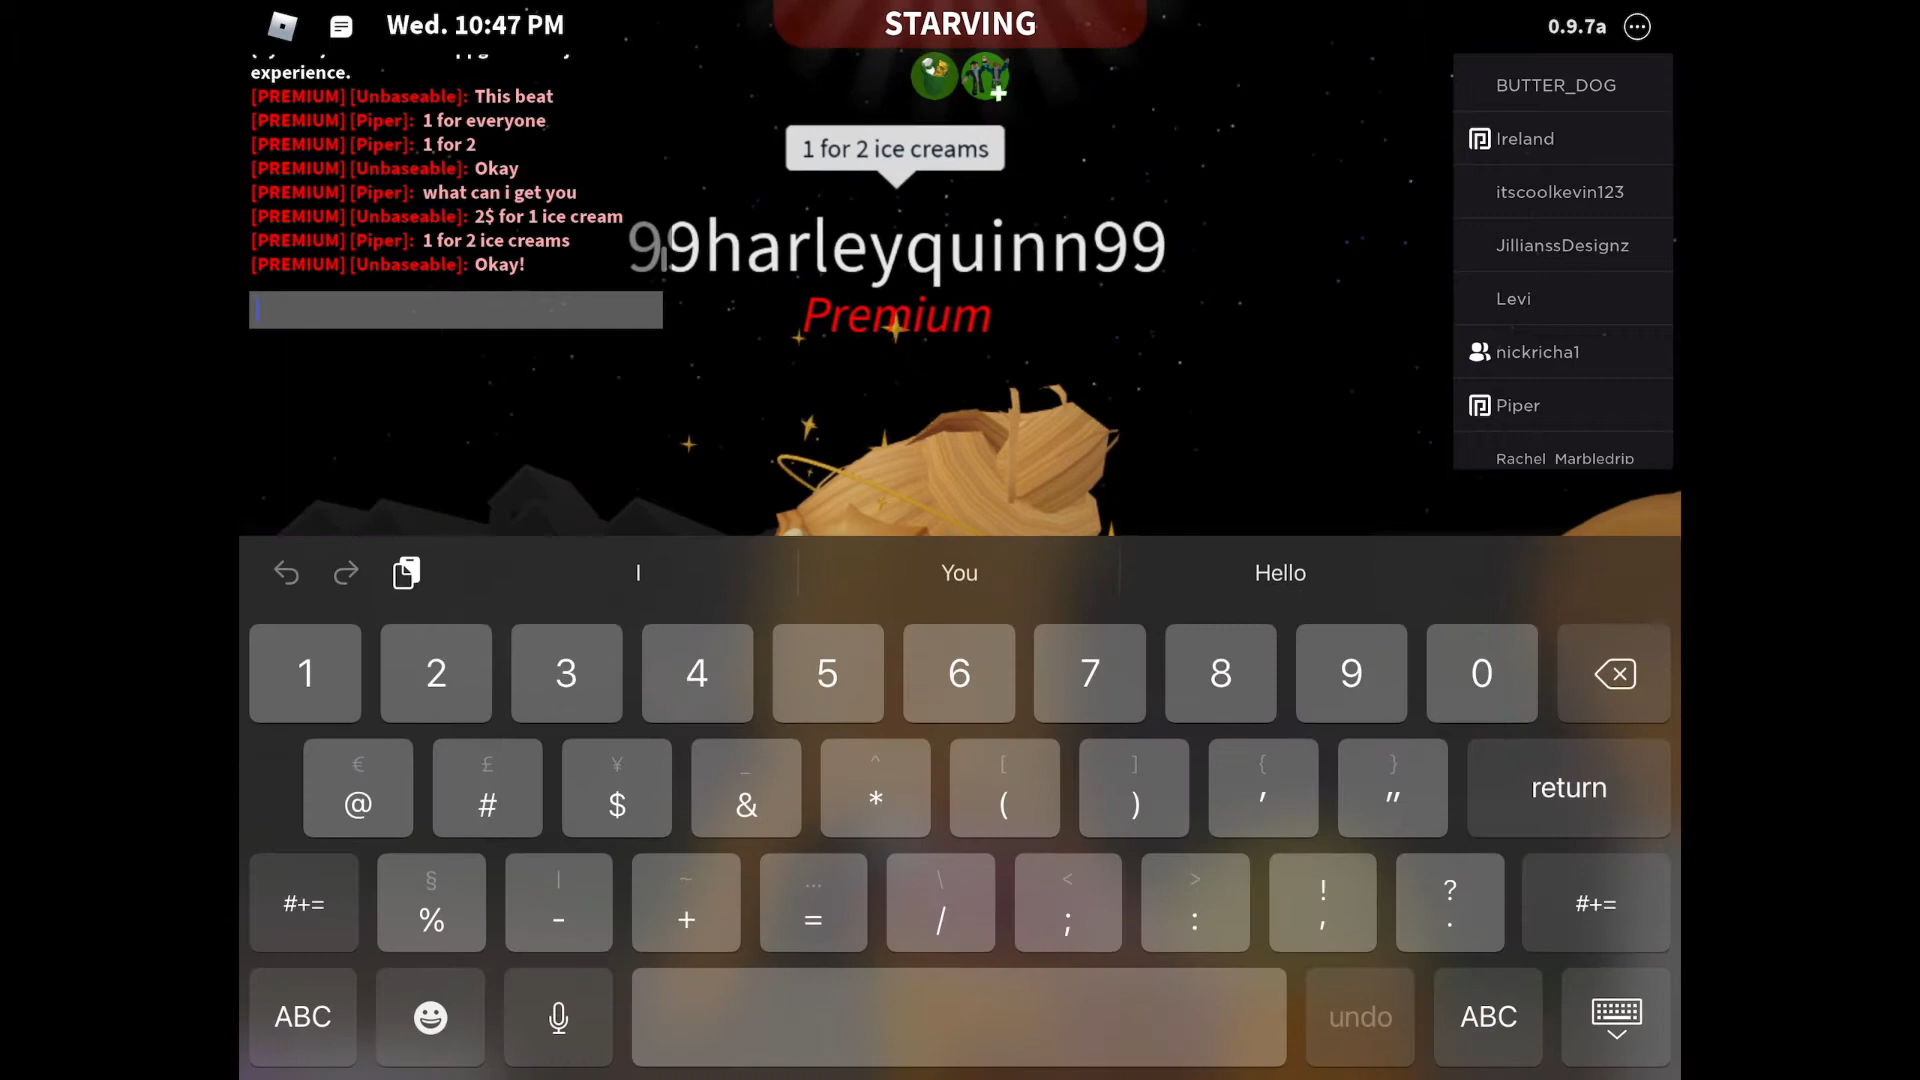 Wed. 10:47 PM
STARVING
0.9.7a
experience.
[PREMIUM] [Unbaseable]: This beat
[PREMIUM] [Piper]: 1 for everyone
[PREMIUM] [Piper]: 1 for 2
[PREMIUM] [Unbaseable]: Okay
[PREMIUM] [Piper]: what can i get you
[PREMIUM] [Unbaseable]: 2$ for 1 ice cream
[PREMIUM] [Piper]: 1 for 2 ice creams
[PREMIUM] [Unbaseable]: Okay!
1 for 2 ice creams
99harleyquinn99
Premium
BUTTER_DOG
Ireland
itscoolkevin123
JillianssDesignz
Levi
nickricha1
Piper
Rachel_Marbledrip
I You Hello
1 2 3 4 5 6 7 8 9 0
€ £ ¥ _ ^ [ ] { }
@ # $ & * ( ) ' " return
§ | ~ … \ < > ! ?
#+= % - + = / ; : , . #+=
ABC undo ABC